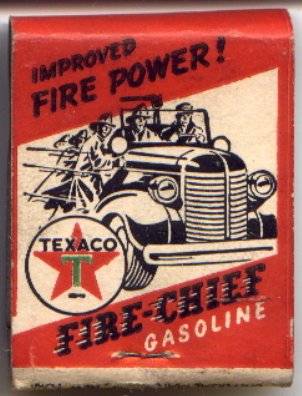 IMPROVED
FIRE POWER!
TEXACO
T
FIRE-CHIEF
GASOLINE